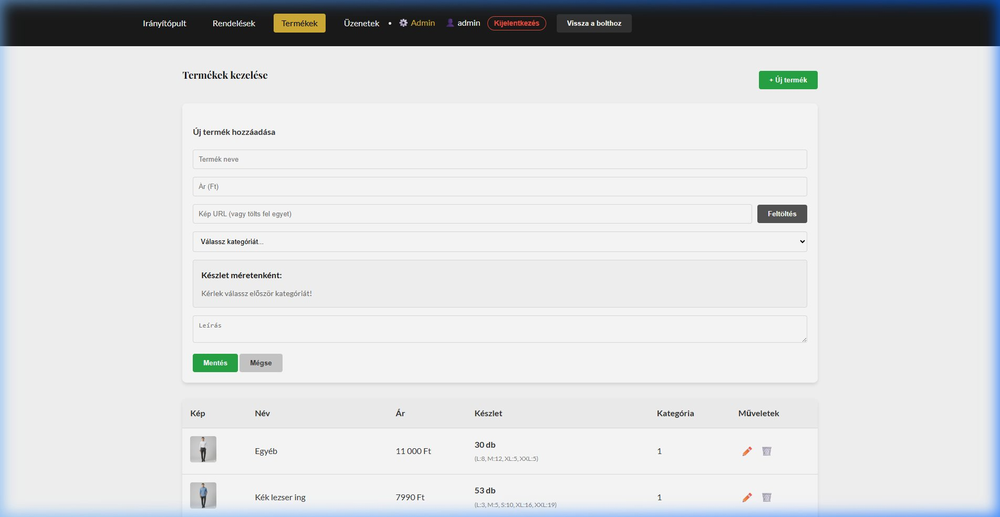 Irányítópult Rendelések Termékek Üzenetek • Admin admin Kijelentkezés Vissza a bolthoz
Termékek kezelése
+ Új termék
Új termék hozzáadása
Termék neve
Ár (Ft)
Kép URL (vagy tölts fel egyet) Feltöltés
Válassz kategóriát...
Készlet méretenként:
Kérlek válassz először kategóriát!
Leírás
Mentés Mégse
Kép Név Ár Készlet Kategória Műveletek
Egyéb 11 000 Ft 30 db 1
(L:8, M:12, XL:5, XXL:5)
Kék lezser ing 7990 Ft 53 db 1
(L:3, M:5, S:10, XL:16, XXL:19)